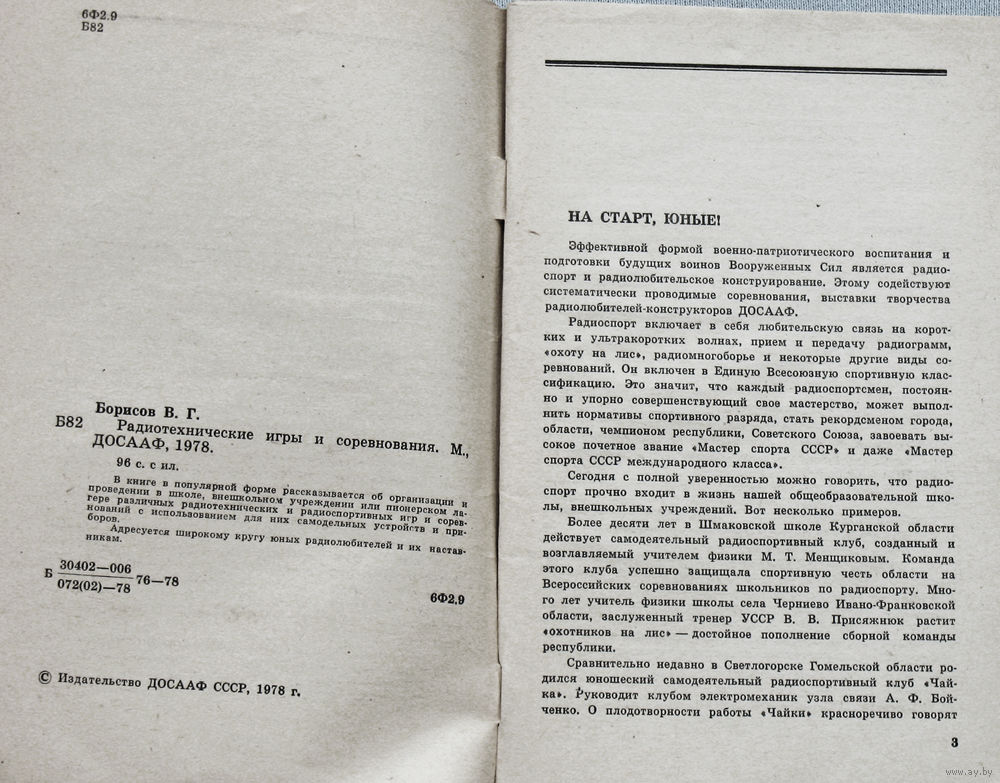 6Ф2.9
Б82
Борисов В. Г.
Б82 Радиотехнические игры и соревнования. М.,
ДОСААФ, 1978.
96 с. с ил.
В книге в популярной форме рассказывается об организации и
проведении в школе, внешкольном учреждении или пионерском ла-
гере различных радиотехнических и радиоспортивных игр и сорев-
нований с использованием для них самодельных устройств и при-
боров.
Адресуется широкому кругу юных радиолюбителей и их настав-
никам.
Б 30402—006
072(02)—78 76—78
6Ф2.9
© Издательство ДОСААФ СССР, 1978 г.
НА СТАРТ, ЮНЫЕ!
Эффективной формой военно-патриотического воспитания и
подготовки будущих воинов Вооруженных Сил является радио-
спорт и радиолюбительское конструирование. Этому содействуют
систематически проводимые соревнования, выставки творчества
радиолюбителей-конструкторов ДОСААФ.
Радиоспорт включает в себя любительскую связь на корот-
ких и ультракоротких волнах, прием и передачу радиограмм,
«охоту на лис», радиомногоборье и некоторые другие виды со-
ревнований. Он включен в Единую Всесоюзную спортивную клас-
сификацию. Это значит, что каждый радиоспортсмен, постоян-
но и упорно совершенствующий свое мастерство, может выпол-
нить нормативы спортивного разряда, стать рекордсменом города,
области, чемпионом республики, Советского Союза, завоевать вы-
сокое почетное звание «Мастер спорта СССР» и даже «Мастер
спорта СССР международного класса».
Сегодня с полной уверенностью можно говорить, что радио-
спорт прочно входит в жизнь нашей общеобразовательной шко-
лы, внешкольных учреждений. Вот несколько примеров.
Более десяти лет в Шмаковской школе Курганской области
действует самодеятельный радиоспортивный клуб, созданный и
возглавляемый учителем физики М. Т. Менщиковым. Команда
этого клуба успешно защищала спортивную честь области на
Всероссийских соревнованиях школьников по радиоспорту. Мно-
го лет учитель физики школы села Черниево Ивано-Франковской
области, заслуженный тренер УССР В. В. Присяжнюк растит
«охотников на лис» — достойное пополнение сборной команды
республики.
Сравнительно недавно в Светлогорске Гомельской области ро-
дился юношеский самодеятельный радиоспортивный клуб «Чай-
ка». Руководит клубом электромеханик узла связи А. Ф. Бой-
ченко. О плодотворности работы «Чайки» красноречиво говорят
3
www.ay.by